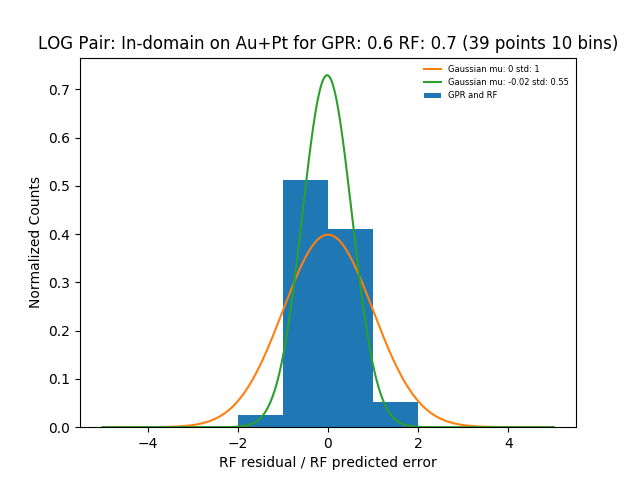 LOG Pair: In-domain on Au+Pt for GPR: 0.6 RF: 0.7 (39 points 10 bins)
Gaussian mu: 0 std: 1
Gaussian mu: -0.02 std: 0.55
GPR and RF
Normalized Counts
0.7
0.6
0.5
0.4
0.3
0.2
0.1
0.0
−4 −2 0 2 4
RF residual / RF predicted error